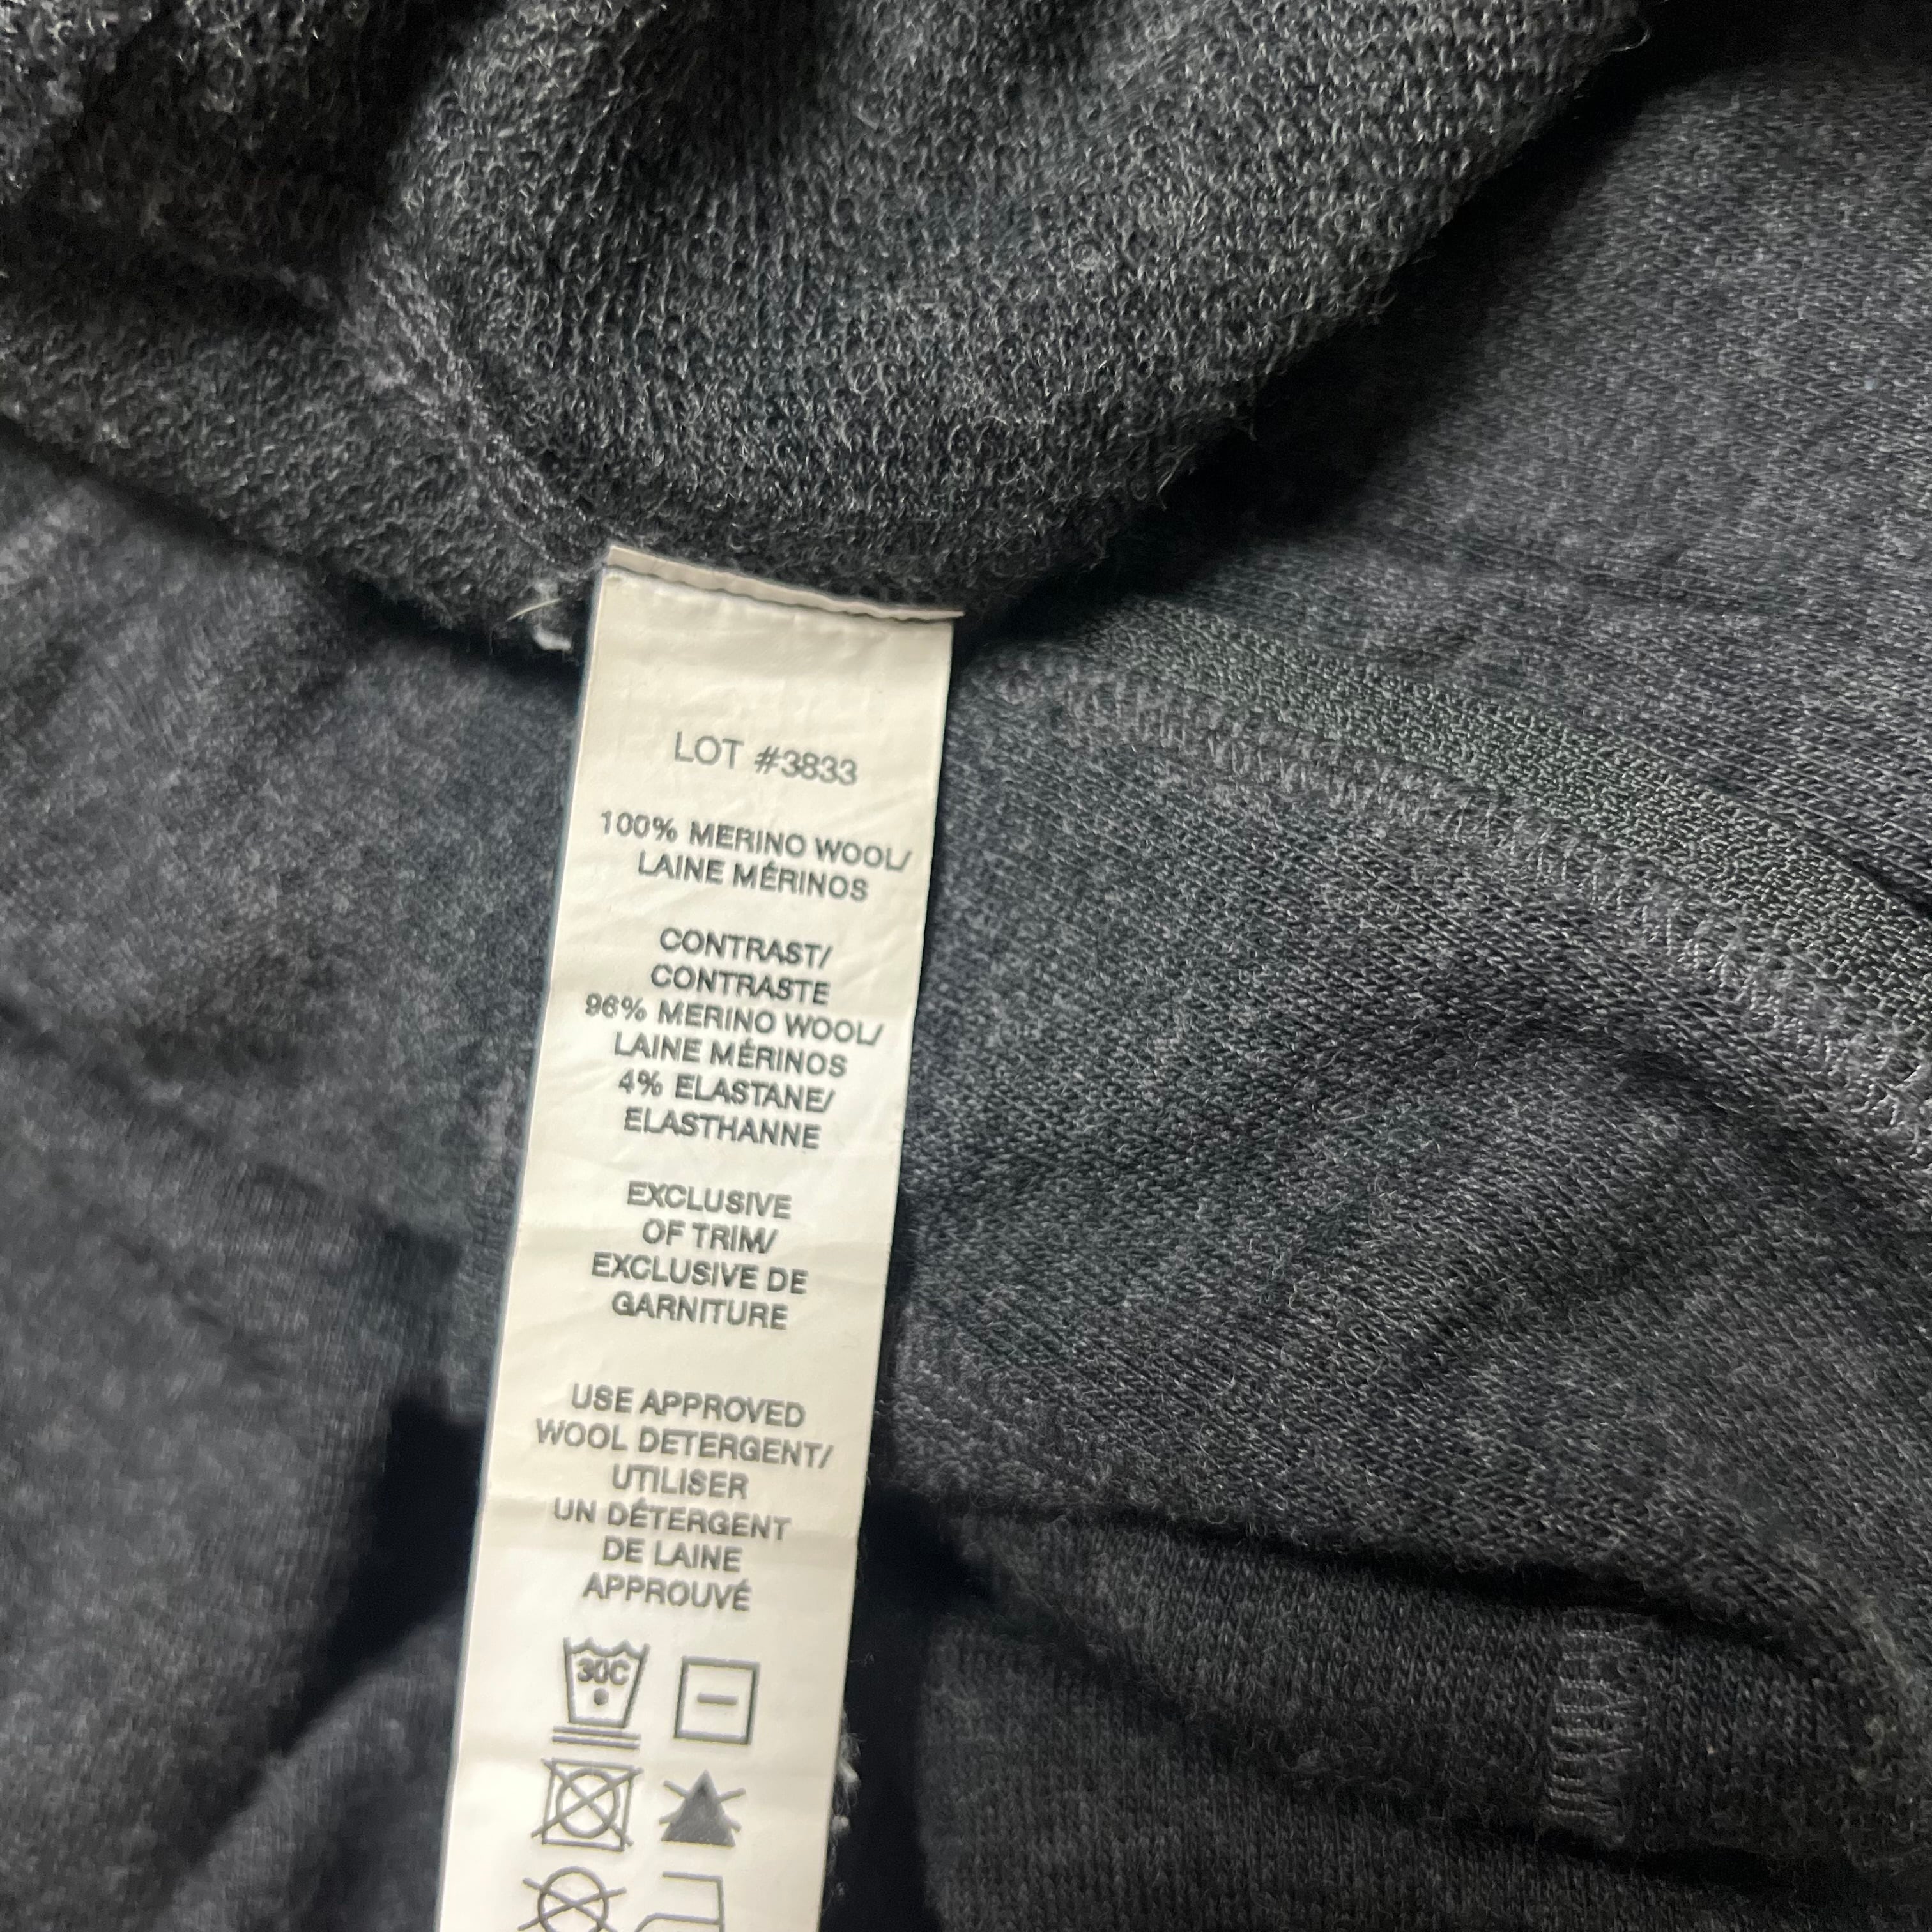 LOT #3833
100% MERINO WOOL/
LAINE MÉRINOS
CONTRAST/
CONTRASTE
96% MERINO WOOL/
LAINE MÉRINOS
4% ELASTANE/
ELASTHANNE
EXCLUSIVE
OF TRIM/
EXCLUSIVE DE
GARNITURE
USE APPROVED
WOOL DETERGENT/
UTILISER
UN DÉTERGENT
DE LAINE
APPROUVÉ
30C